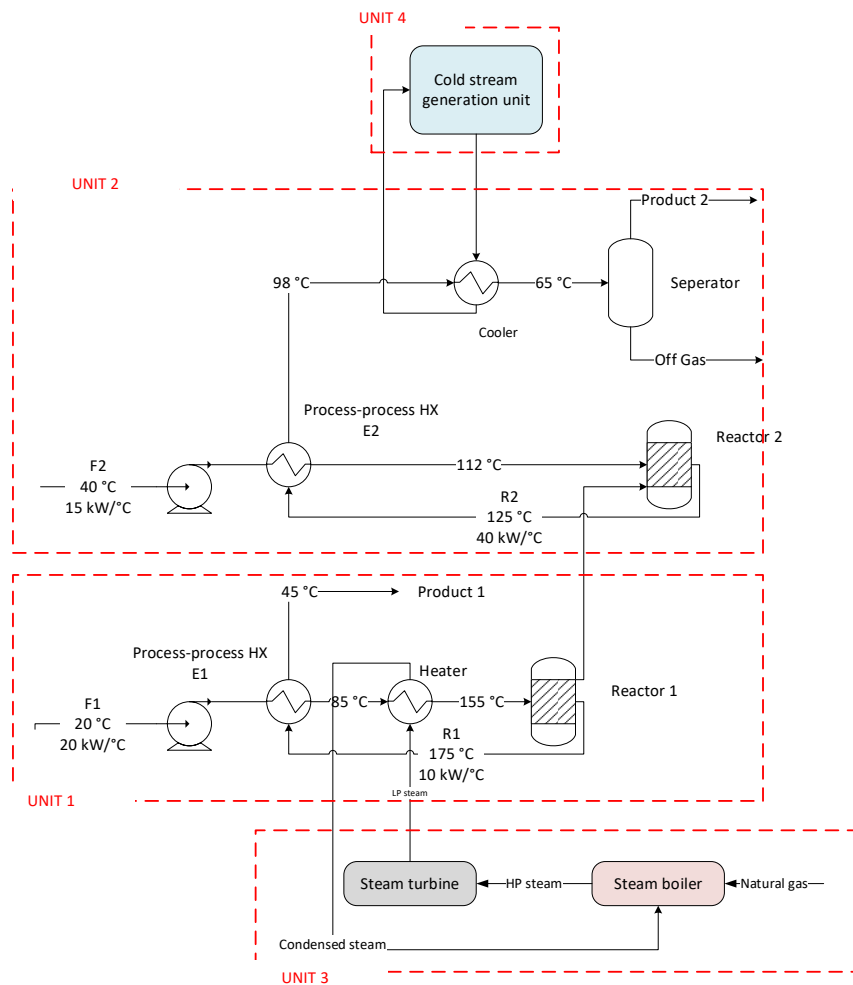 UNIT 4
Cold stream
generation unit
UNIT 2
Product 2
98 °C
65 °C
Seperator
Cooler
Off Gas
Process-process HX
E2
Reactor 2
F2
40 °C
15 kW/°C
112 °C
R2
125 °C
40 kW/°C
45 °C
Product 1
Process-process HX
E1
Heater
Reactor 1
F1
20 °C
20 kW/°C
85 °C
155 °C
R1
175 °C
10 kW/°C
LP steam
UNIT 1
Steam turbine
HP steam
Steam boiler
Natural gas
Condensed steam
UNIT 3